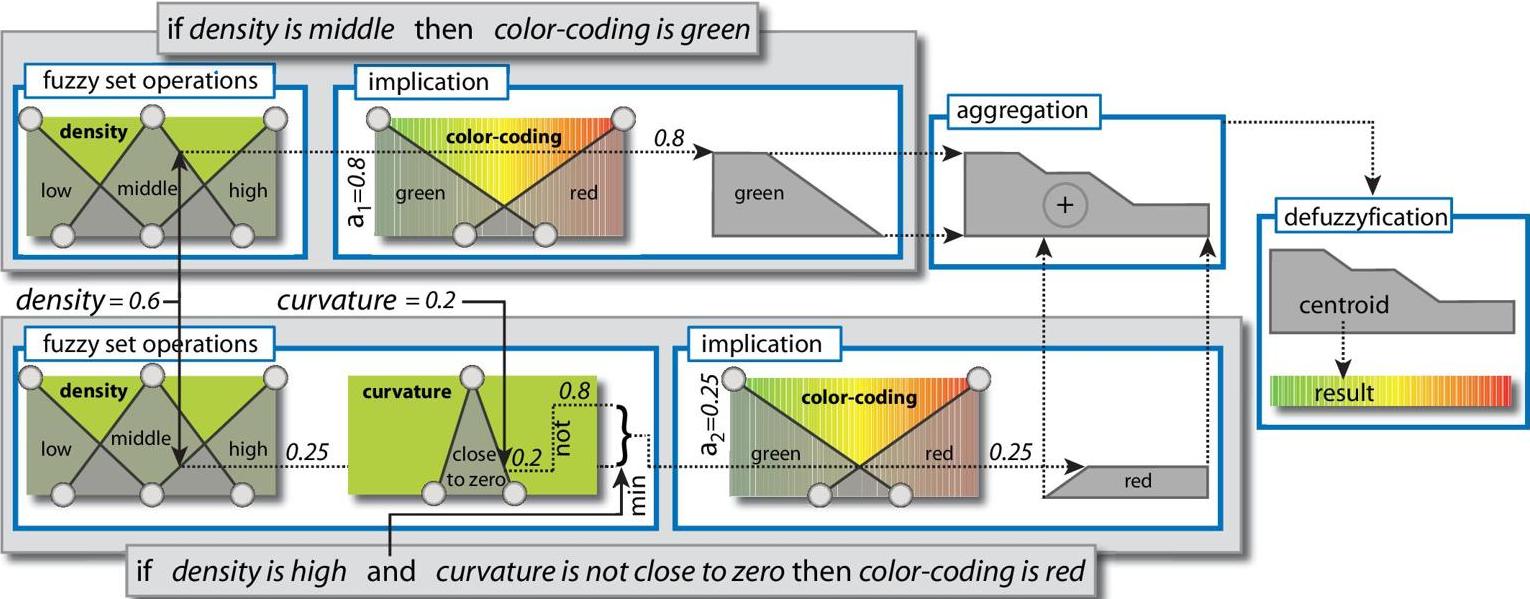 if density is middle then color-coding is green
fuzzy set operations
density
low
middle
high
implication
color-coding
green
red
a1=0.8
0.8
green
aggregation
+
defuzzyfication
centroid
result
density = 0.6
curvature = 0.2
fuzzy set operations
density
low
middle
high
0.25
curvature
close
to zero
0.2
0.8
not
}
min
implication
a2=0.25
color-coding
green
red
0.25
red
if density is high and curvature is not close to zero then color-coding is red